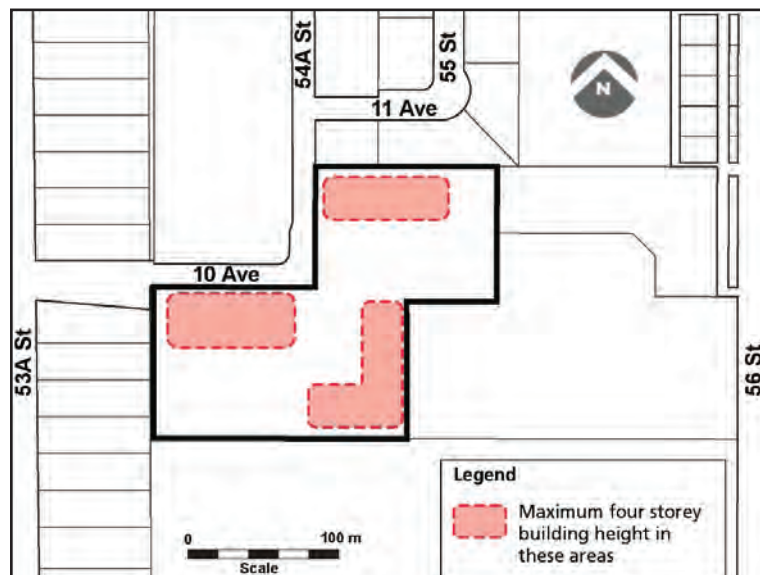 54A St
55 St
N
11 Ave
10 Ave
53A St
56 St
Legend
Maximum four storey
building height in
these areas
0
100 m
Scale